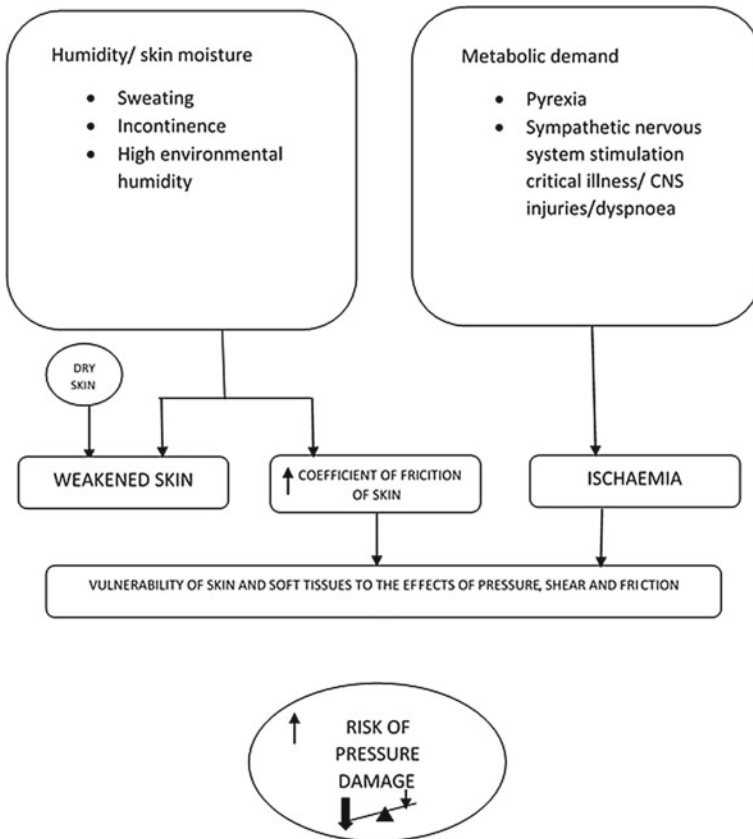 Humidity/ skin moisture
• Sweating
• Incontinence
• High environmental
humidity
Metabolic demand
• Pyrexia
• Sympathetic nervous
system stimulation
critical illness/ CNS
injuries/dyspnoea
DRY
SKIN
WEAKENED SKIN
COEFFICIENT OF FRICITION
OF SKIN
ISCHAEMIA
VULNERABILITY OF SKIN AND SOFT TISSUES TO THE EFFECTS OF PRESSURE, SHEAR AND FRICTION
RISK OF
PRESSURE
DAMAGE